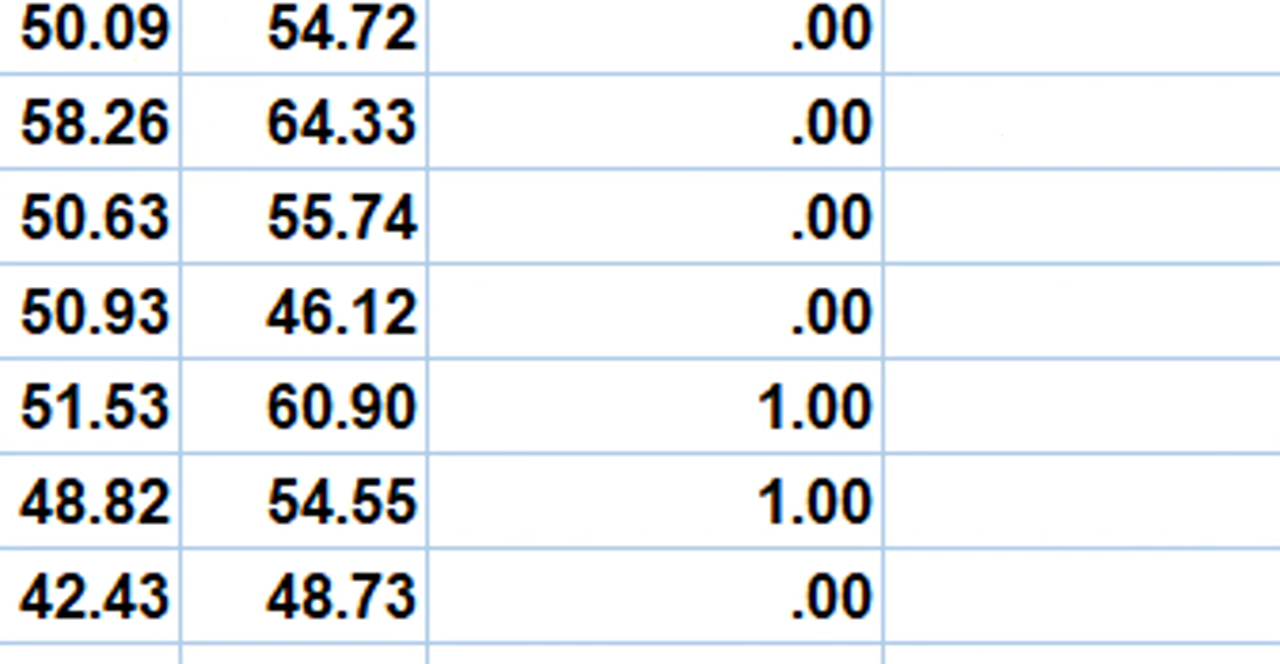 50.09 54.72 .00
58.26 64.33 .00
50.63 55.74 .00
50.93 46.12 .00
51.53 60.90 1.00
48.82 54.55 1.00
42.43 48.73 .00